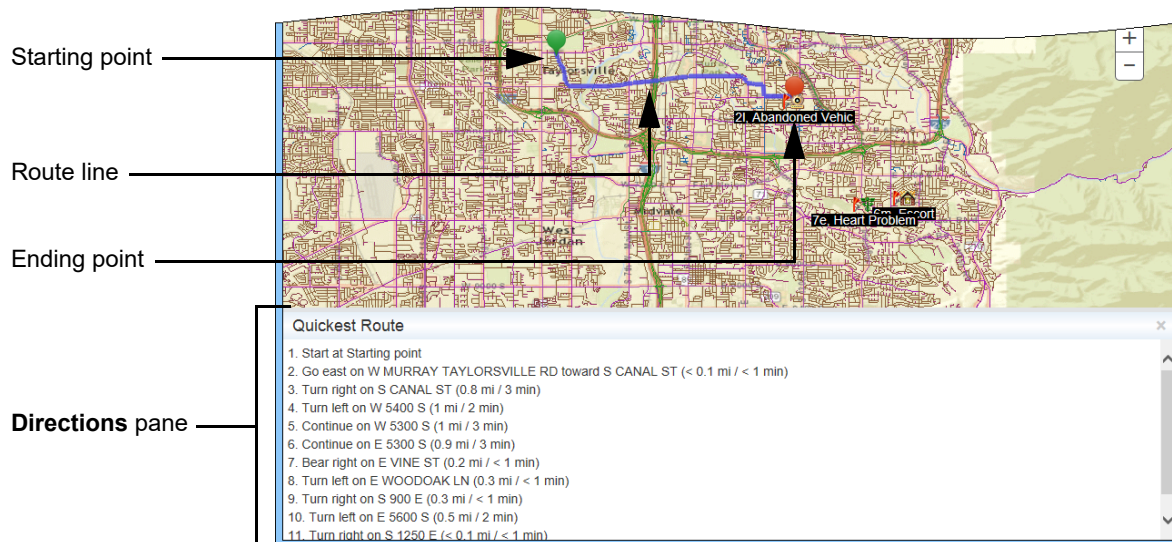 Starting point
Taylorsville
2l. Abandoned Vehic
Route line
6m. Escort
7e. Heart Problem
Midvale
West
Jordan
Ending point
Quickest Route
1. Start at Starting point
2. Go east on W MURRAY TAYLORSVILLE RD toward S CANAL ST (< 0.1 mi / < 1 min)
3. Turn right on S CANAL ST (0.8 mi / 3 min)
4. Turn left on W 5400 S (1 mi / 2 min)
5. Continue on W 5300 S (1 mi / 3 min)
6. Continue on E 5300 S (0.9 mi / 3 min)
Directions pane
7. Bear right on E VINE ST (0.2 mi / < 1 min)
8. Turn left on E WOODOAK LN (0.3 mi / < 1 min)
9. Turn right on S 900 E (0.3 mi / < 1 min)
10. Turn left on E 5600 S (0.5 mi / 2 min)
11. Turn right on S 1250 E (< 0.1 mi / < 1 min)